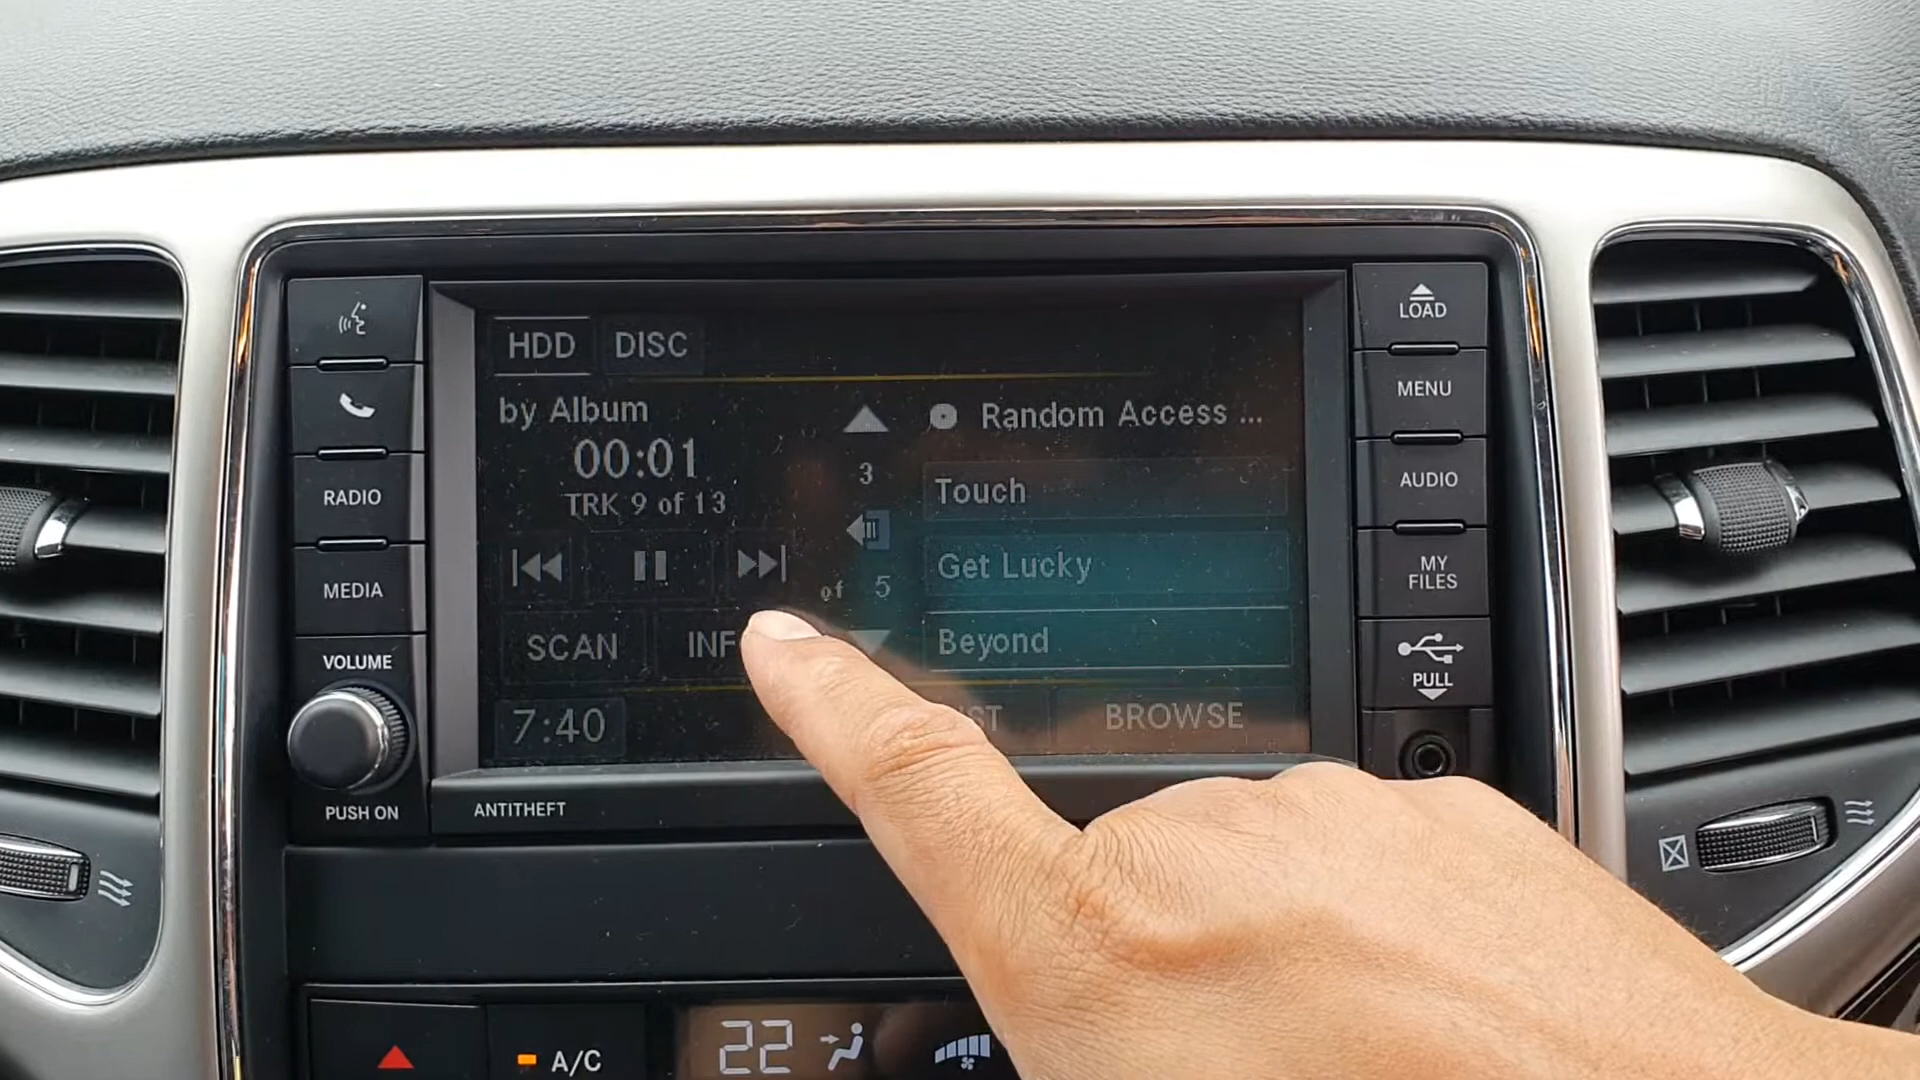 HDD DISC
by Album
00:01
TRK 9 of 13
SCAN
7:40
3
of 5
Random Access ...
Touch
Get Lucky
Beyond
BROWSE
RADIO
MEDIA
VOLUME
PUSH ON
ANTITHEFT
LOAD
MENU
AUDIO
MY
FILES
PULL
A/C
22